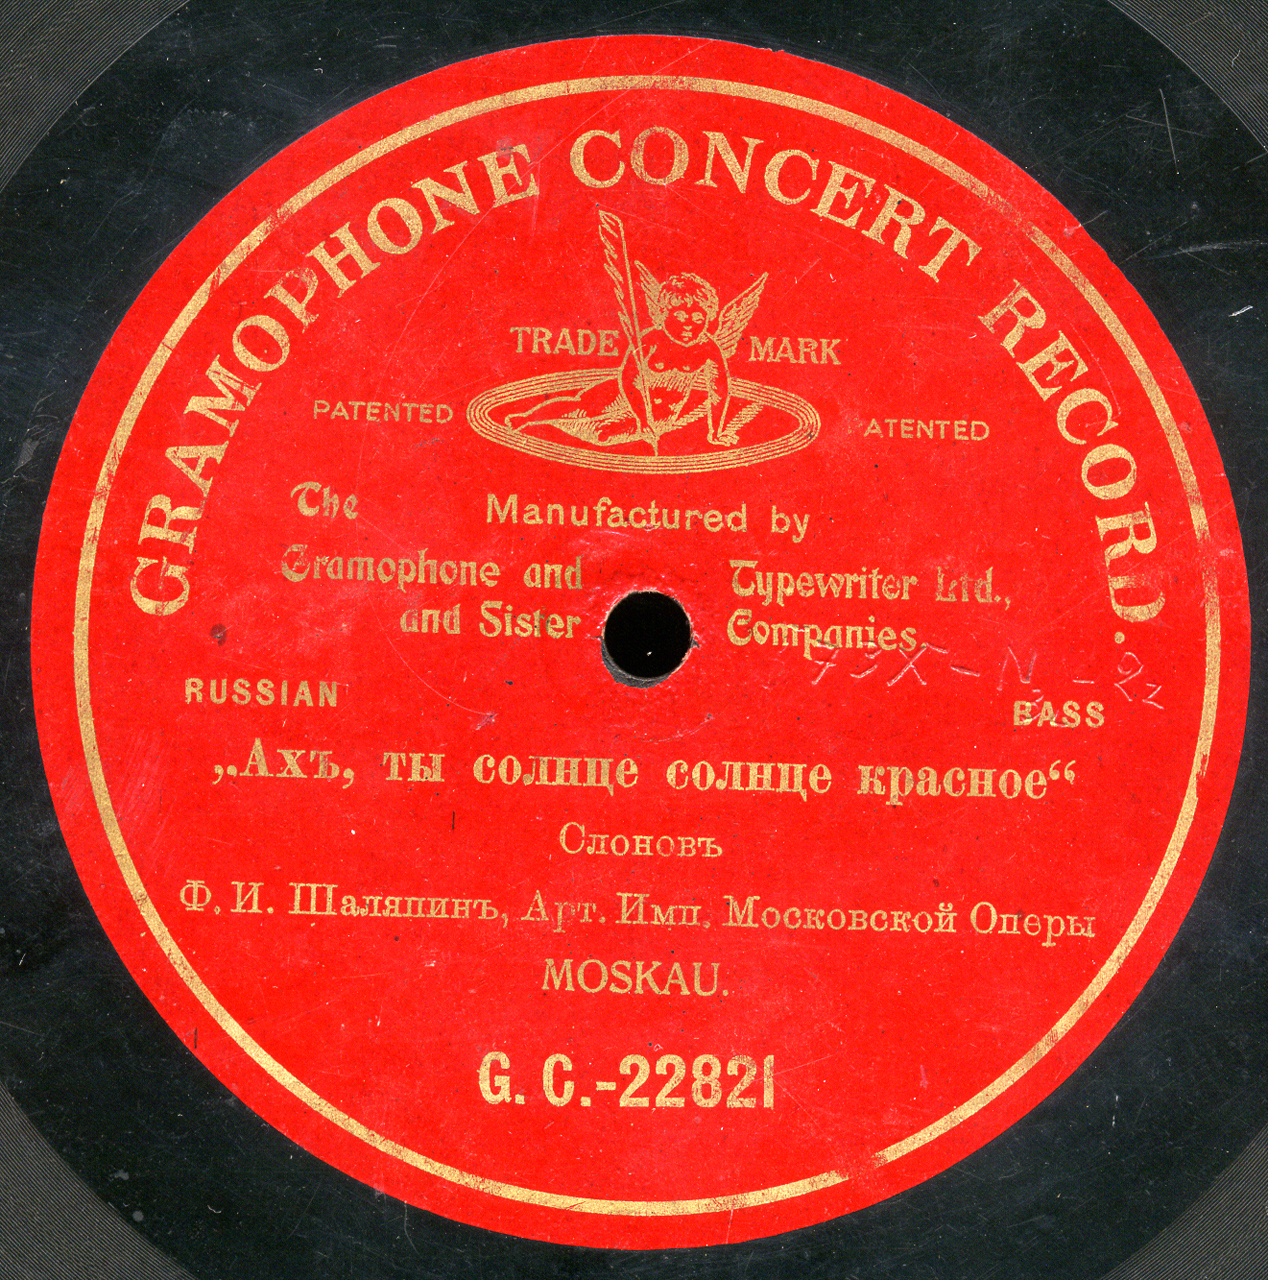 GRAMOPHONE CONCERT RECORD.
TRADE MARK
PATENTED ATENTED
Manufactured by
The
Gramophone and Typewriter Ltd.,
and Sister Companies.
RUSSIAN BASS
„Ахъ, ты солнце солнце красное“
Слоновъ
Ф. И. Шаляпинъ, Арт. Имп. Московской Оперы
MOSKAU.
G. C.-22821